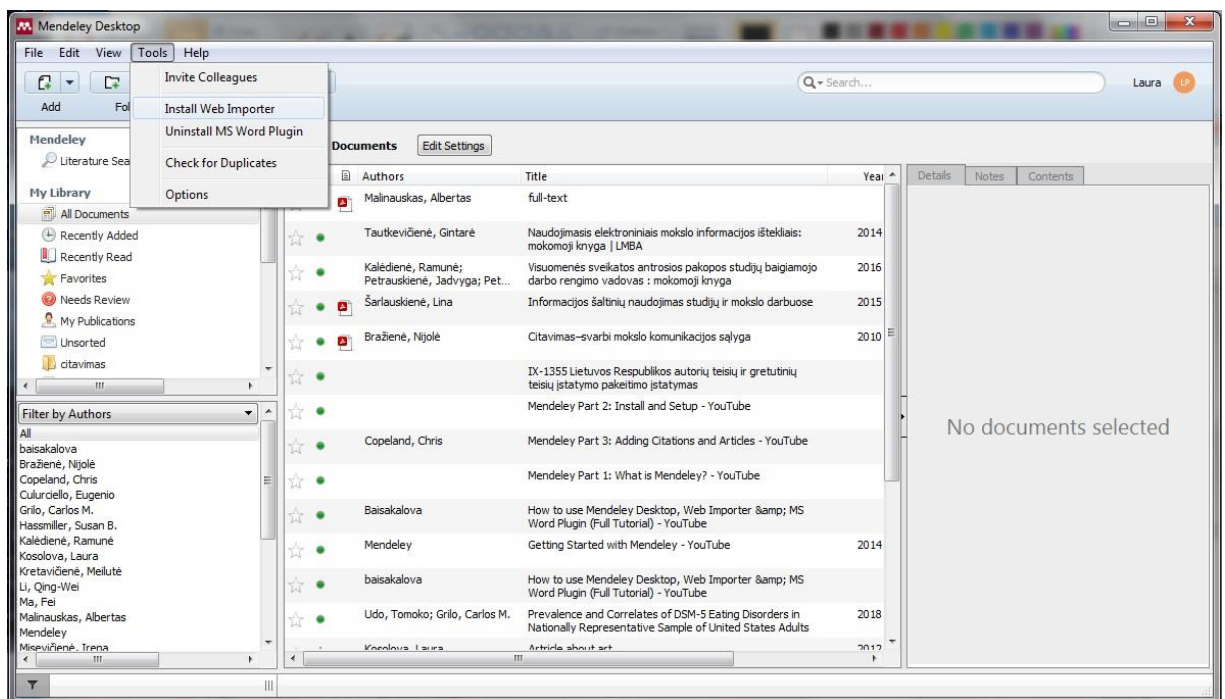 Mendeley Desktop
File Edit View Tools Help
Invite Colleagues
Install Web Importer
Uninstall MS Word Plugin
Check for Duplicates
Options
Add
Fol
Search...
Laura
LP
Mendeley
Literature Sea
My Library
All Documents
Recently Added
Recently Read
Favorites
Needs Review
My Publications
Unsorted
citavimas
Filter by Authors
All
baisakalova
Bražienė, Nijolė
Copeland, Chris
Culurciello, Eugenio
Grilo, Carlos M.
Hassmiller, Susan B.
Kalėdienė, Ramunė
Kosolova, Laura
Kretavičienė, Meilutė
Li, Qing-Wei
Ma, Fei
Malinauskas, Albertas
Mendeley
Misevičienė, Irena
Documents Edit Settings
Authors Title Year
Malinauskas, Albertas full-text
Tautkevičienė, Gintarė Naudojimasis elektroniniais mokslo informacijos ištekliais: 2014
mokomoji knyga | LMBA
Kalėdienė, Ramunė; Visuomenės sveikatos antrosios pakopos studijų baigiamojo 2016
Petrauskienė, Jadvyga; Pet... darbo rengimo vadovas : mokomoji knyga
Šarlauskienė, Lina Informacijos šaltinių naudojimas studijų ir mokslo darbuose 2015
Bražienė, Nijolė Citavimas–svarbi mokslo komunikacijos sąlyga 2010
IX-1355 Lietuvos Respublikos autorių teisių ir gretutinių
teisių įstatymo pakeitimo įstatymas
Mendeley Part 2: Install and Setup - YouTube
Copeland, Chris Mendeley Part 3: Adding Citations and Articles - YouTube
Mendeley Part 1: What is Mendeley? - YouTube
Baisakalova How to use Mendeley Desktop, Web Importer &amp; MS
Word Plugin (Full Tutorial) - YouTube
Mendeley Getting Started with Mendeley - YouTube 2014
baisakalova How to use Mendeley Desktop, Web Importer &amp; MS
Word Plugin (Full Tutorial) - YouTube
Udo, Tomoko; Grilo, Carlos M. Prevalence and Correlates of DSM-5 Eating Disorders in 2018
Nationally Representative Sample of United States Adults
Kosolova, Laura Artricle about art 2012
Details Notes Contents
No documents selected